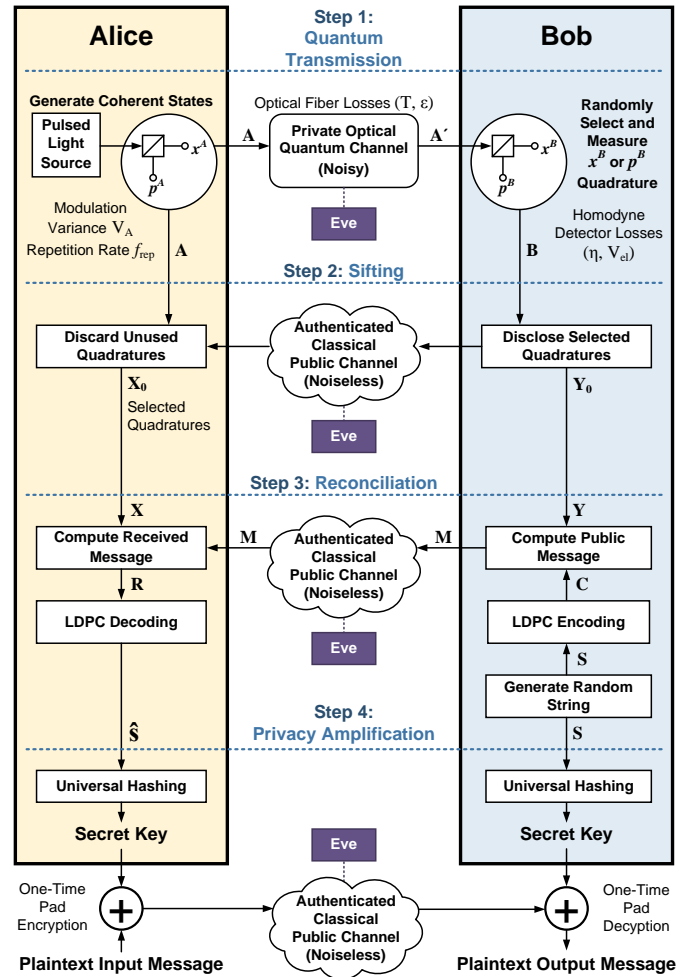 Alice
Step 1:
Quantum
Transmission
Bob
Generate Coherent States
Pulsed
Light
Source
x^A
p^A
A
Optical Fiber Losses (T, ε)
Private Optical
Quantum Channel
(Noisy)
A´
x^B
p^B
Randomly
Select and
Measure
x^B or p^B
Quadrature
Modulation
Variance V_A
Repetition Rate f_rep
A
Eve
B
Homodyne
Detector Losses
(η, V_el)
Step 2: Sifting
Discard Unused
Quadratures
Authenticated
Classical
Public Channel
(Noiseless)
Disclose Selected
Quadratures
X₀
Selected
Quadratures
Y₀
Eve
Step 3: Reconciliation
X
Y
Compute Received
Message
M
Authenticated
Classical
Public Channel
(Noiseless)
M
Compute Public
Message
R
C
LDPC Decoding
LDPC Encoding
Eve
S
Generate Random
String
Step 4:
Privacy Amplification
ŝ
S
Universal Hashing
Universal Hashing
Secret Key
Secret Key
Eve
One-Time
Pad
Encryption
+
Authenticated
Classical
Public Channel
(Noiseless)
+
One-Time
Pad
Decyption
Plaintext Input Message
Plaintext Output Message